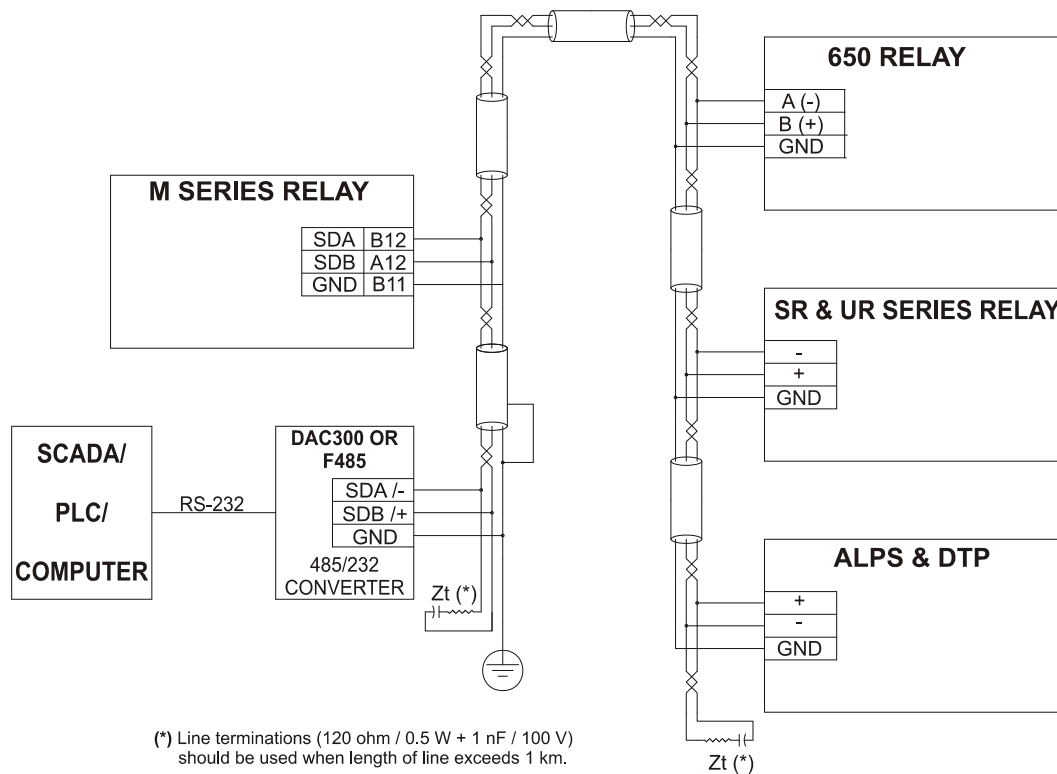 650 RELAY
A (-)
B (+)
GND
M SERIES RELAY
SDA B12
SDB A12
GND B11
SR & UR SERIES RELAY
-
+
GND
SCADA/
PLC/
COMPUTER
RS-232
DAC300 OR
F485
SDA /-
SDB /+
GND
485/232
CONVERTER
Zt (*)
ALPS & DTP
+
-
GND
Zt (*)
(*) Line terminations (120 ohm / 0.5 W + 1 nF / 100 V)
should be used when length of line exceeds 1 km.